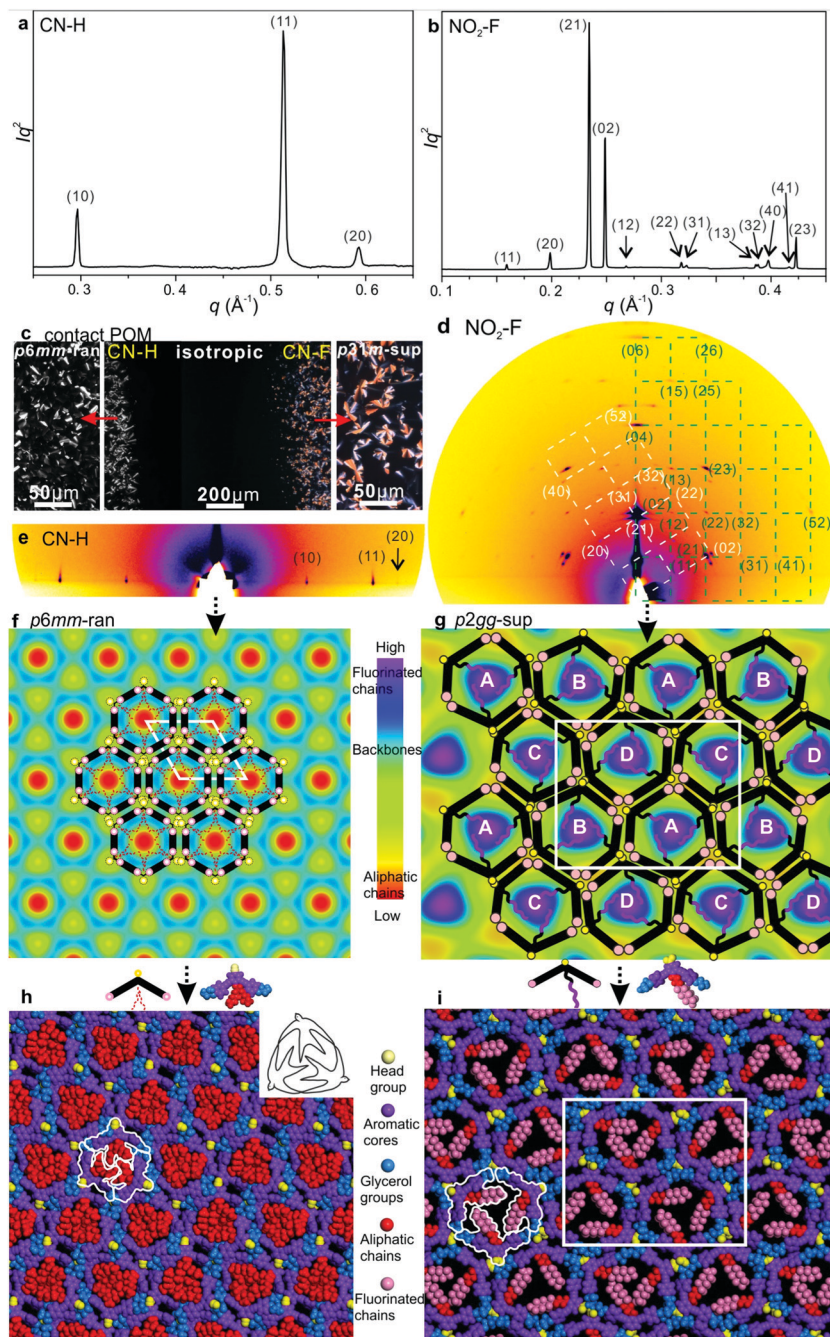 a CN-H
(11)
(10)
(20)
Iq²
0.3 0.4 0.5 0.6
q (Å⁻¹)
b NO₂-F
(21)
(02)
(11)
(20)
(12)
(22)
(31)
(13)
(32)
(40)
(41)
(23)
Iq²
0.1 0.2 0.3 0.4
q (Å⁻¹)
c contact POM
p6mm-ran
CN-H isotropic CN-F
p31m-sup
50μm
200μm
50μm
d NO₂-F
(06) (26)
(15) (25)
(52)
(04)
(23)
(40)
(32) (13)
(31) (02) (22)
(21) (12) (22) (32) (52)
(20) (21) (02)
(11) (31) (41)
e CN-H
(20)
(10)
(11)
f p6mm-ran
High
Fluorinated
chains
Backbones
Aliphatic
chains
Low
g p2gg-sup
A B A B
C D C D
A B A B
C D C D
h
Head
group
Aromatic
cores
Glycerol
groups
Aliphatic
chains
Fluorinated
chains
i